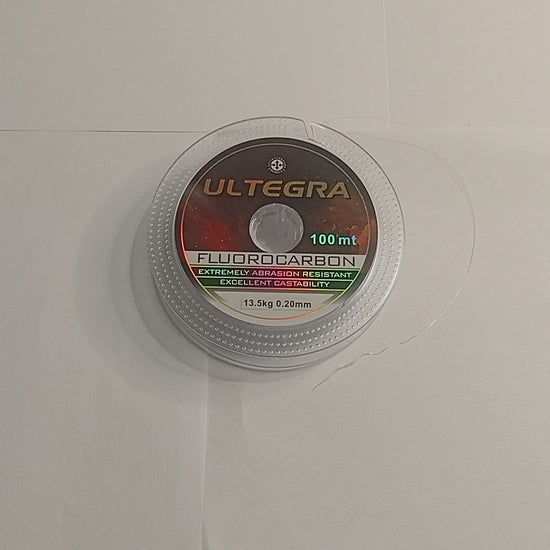 ULTEGRA
100 mt
FLUOROCARBON
EXTREMELY ABRASION RESISTANT
EXCELLENT CASTABILITY
13.5kg 0.20mm